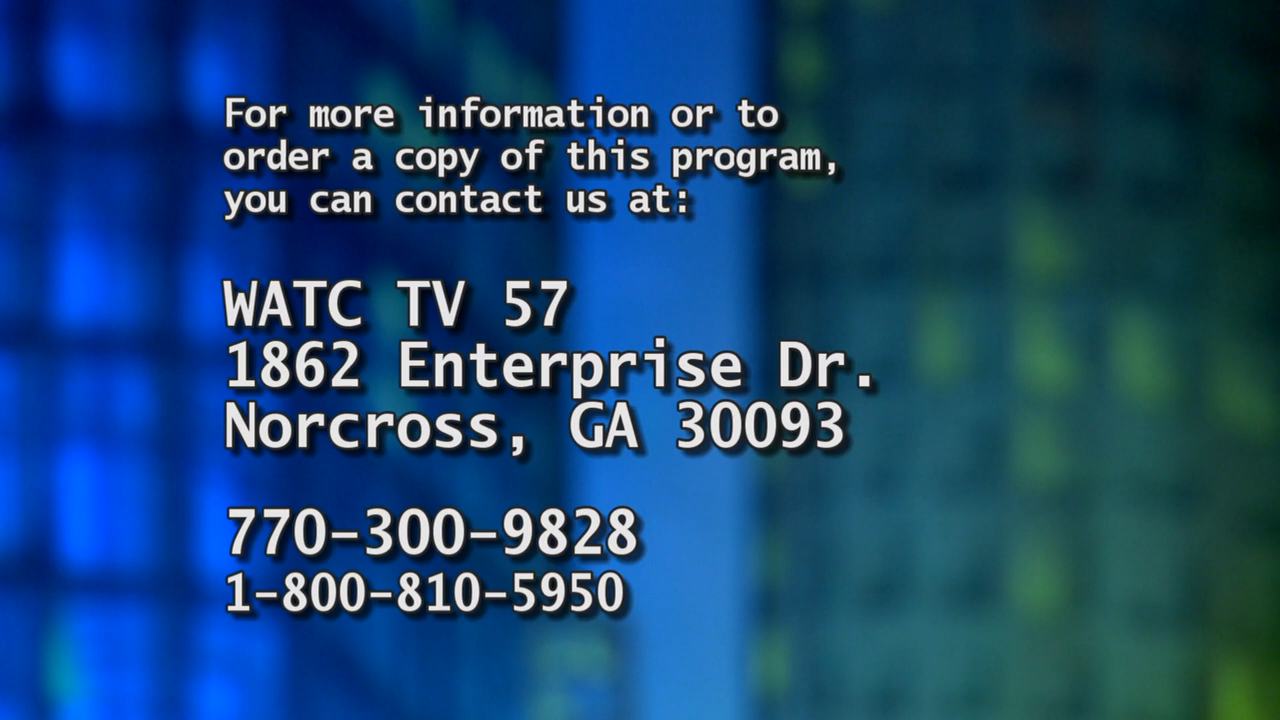 For more information or to
order a copy of this program,
you can contact us at:
WATC TV 57
1862 Enterprise Dr.
Norcross, GA 30093
770-300-9828
1-800-810-5950